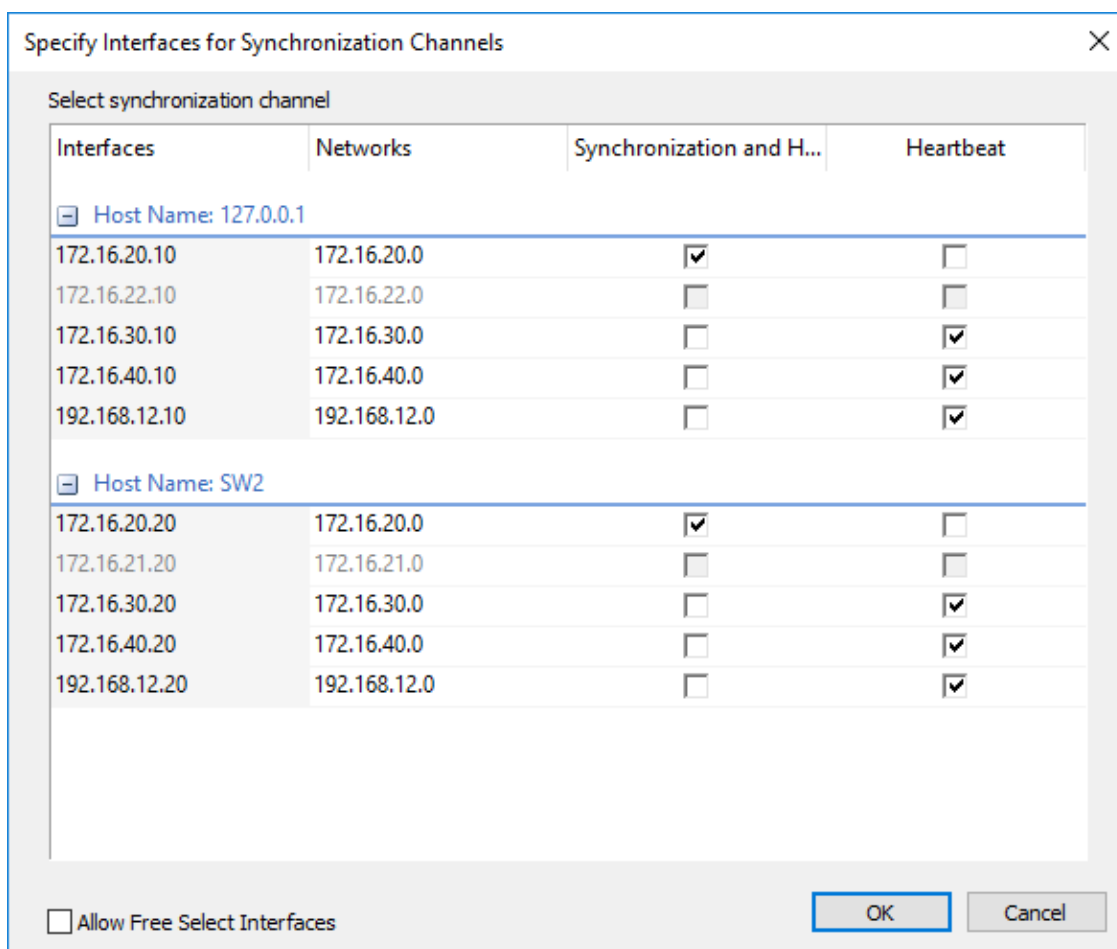 Specify Interfaces for Synchronization Channels
Select synchronization channel
Interfaces Networks Synchronization and H... Heartbeat
Host Name: 127.0.0.1
172.16.20.10 172.16.20.0
172.16.22.10 172.16.22.0
172.16.30.10 172.16.30.0
172.16.40.10 172.16.40.0
192.168.12.10 192.168.12.0
Host Name: SW2
172.16.20.20 172.16.20.0
172.16.21.20 172.16.21.0
172.16.30.20 172.16.30.0
172.16.40.20 172.16.40.0
192.168.12.20 192.168.12.0
Allow Free Select Interfaces OK Cancel